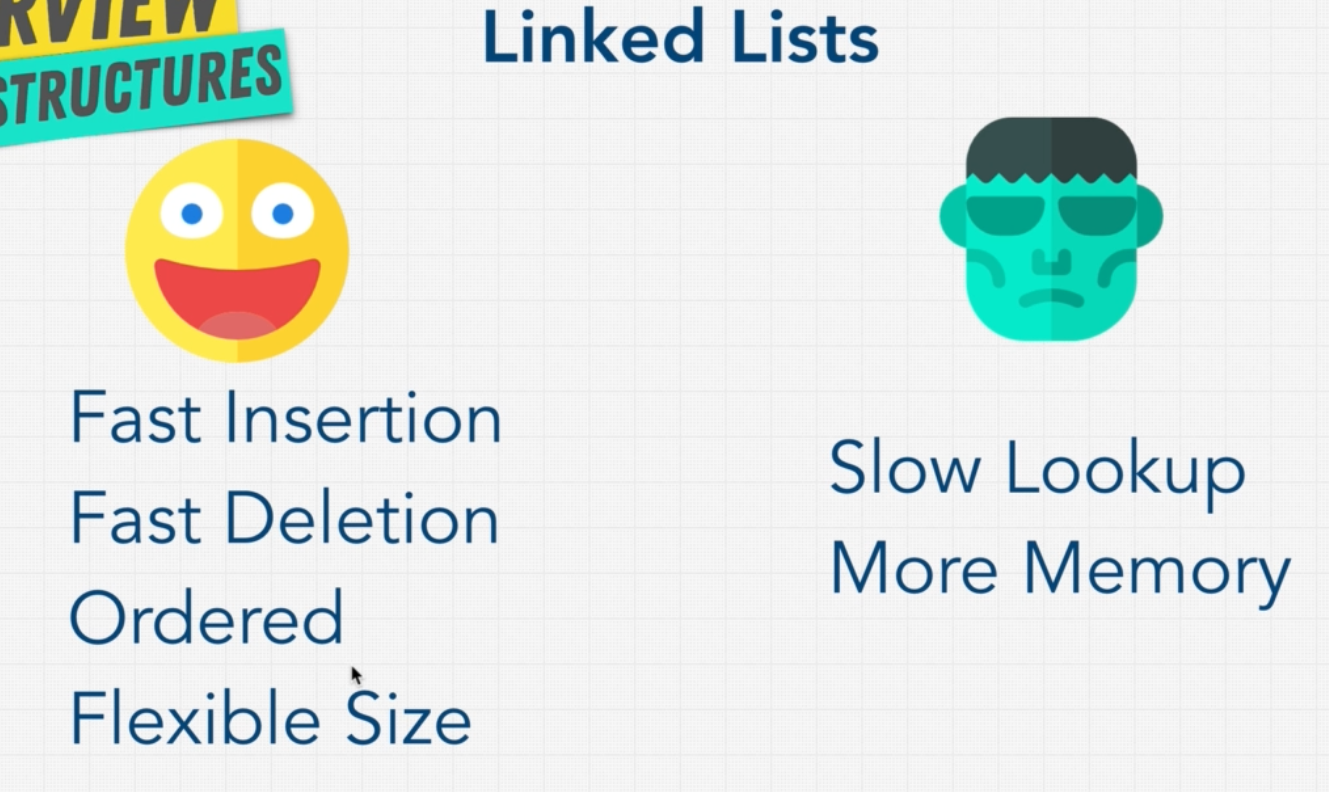 RVIEW
STRUCTURES
Linked Lists
Fast Insertion
Fast Deletion
Ordered
Flexible Size
Slow Lookup
More Memory